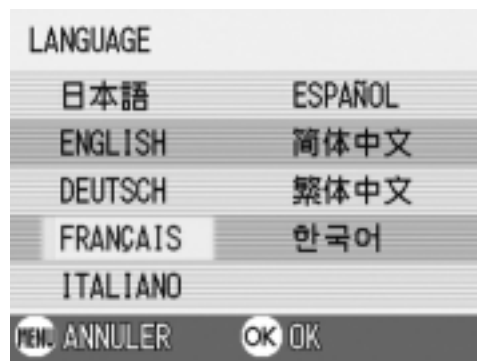 LANGUAGE
日本語 ESPAÑOL
ENGLISH 简体中文
DEUTSCH 繁体中文
FRANÇAIS 한국어
ITALIANO
MENU ANNULER OK OK